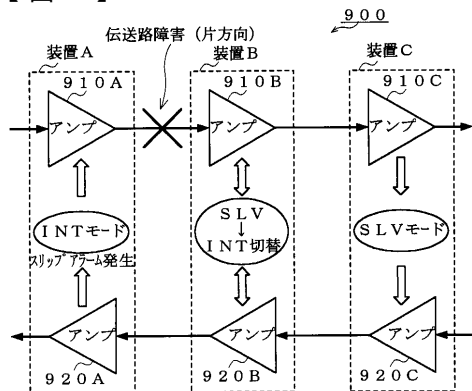 ９００
伝送路障害（片方向）
装置Ａ
装置Ｂ
装置Ｃ
９１０Ａ
９１０Ｂ
９１０Ｃ
アンプ
アンプ
アンプ
ＩＮＴモード
ｽﾘｯﾌﾟアラーム発生
ＳＬＶ
↓
ＩＮＴ切替
ＳＬＶモード
アンプ
アンプ
アンプ
９２０Ａ
９２０Ｂ
９２０Ｃ